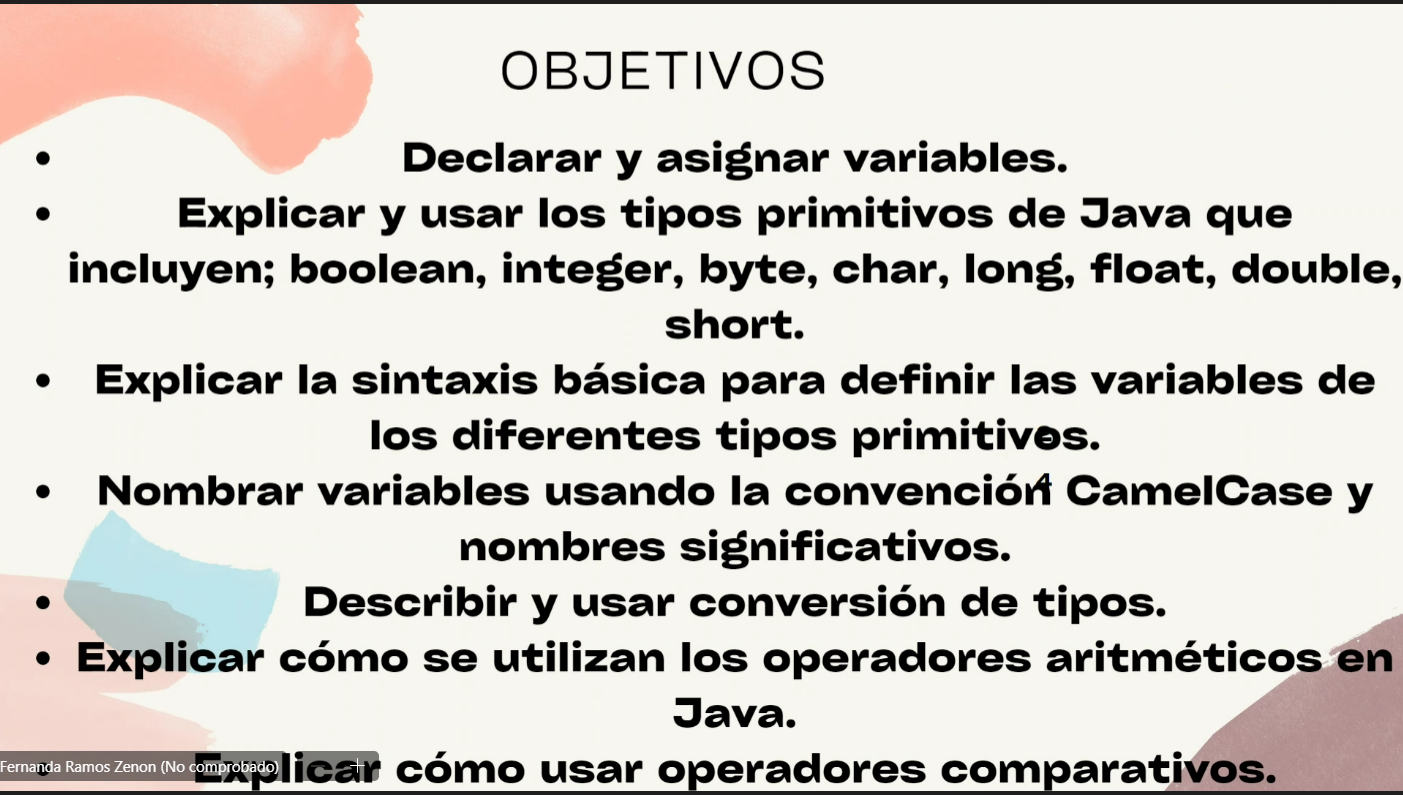 OBJETIVOS
• Declarar y asignar variables.
• Explicar y usar los tipos primitivos de Java que
incluyen; boolean, integer, byte, char, long, float, double,
short.
• Explicar la sintaxis básica para definir las variables de
los diferentes tipos primitivos.
• Nombrar variables usando la convención CamelCase y
nombres significativos.
• Describir y usar conversión de tipos.
• Explicar cómo se utilizan los operadores aritméticos en
Java.
• Explicar cómo usar operadores comparativos.
Fernanda Ramos Zenon (No comprobado)